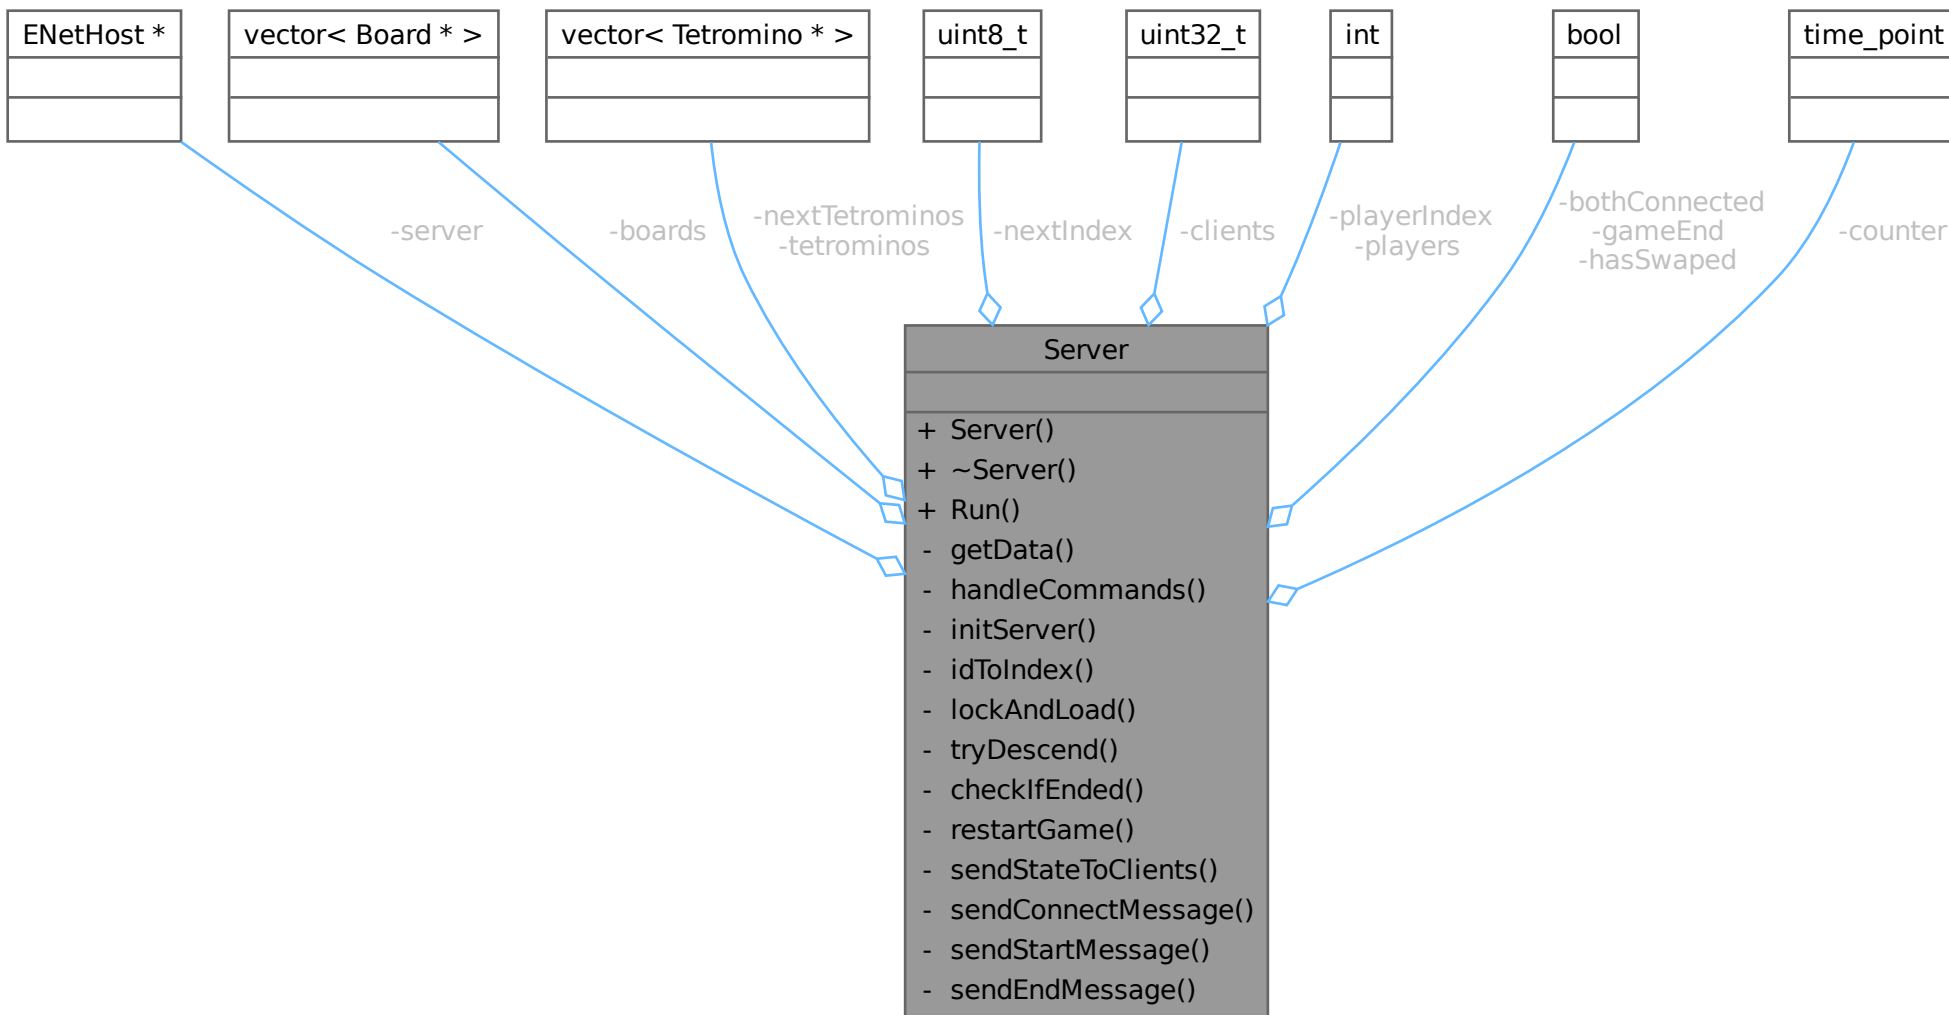 ENetHost *
vector< Board * >
vector< Tetromino * >
uint8_t
uint32_t
int
bool
time_point
-server
-boards
-nextTetrominos
-tetrominos
-nextIndex
-clients
-playerIndex
-players
-bothConnected
-gameEnd
-hasSwaped
-counter
Server
+ Server()
+ ~Server()
+ Run()
- getData()
- handleCommands()
- initServer()
- idToIndex()
- lockAndLoad()
- tryDescend()
- checkIfEnded()
- restartGame()
- sendStateToClients()
- sendConnectMessage()
- sendStartMessage()
- sendEndMessage()